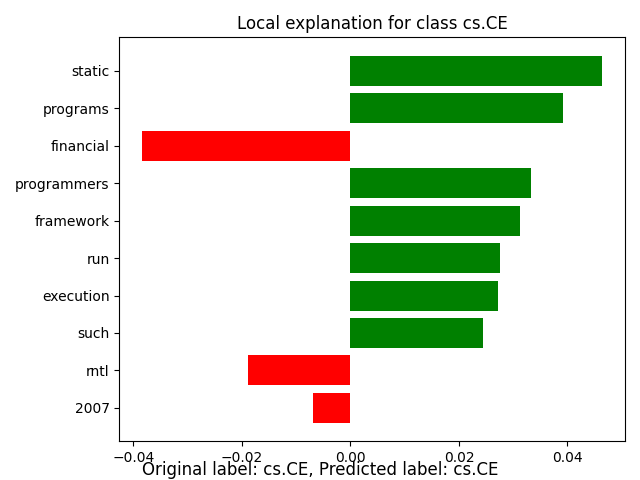 Local explanation for class cs.CE
static
programs
financial
programmers
framework
run
execution
such
rntl
2007
−0.04 −0.02 0.00 0.02 0.04
Original label: cs.CE, Predicted label: cs.CE